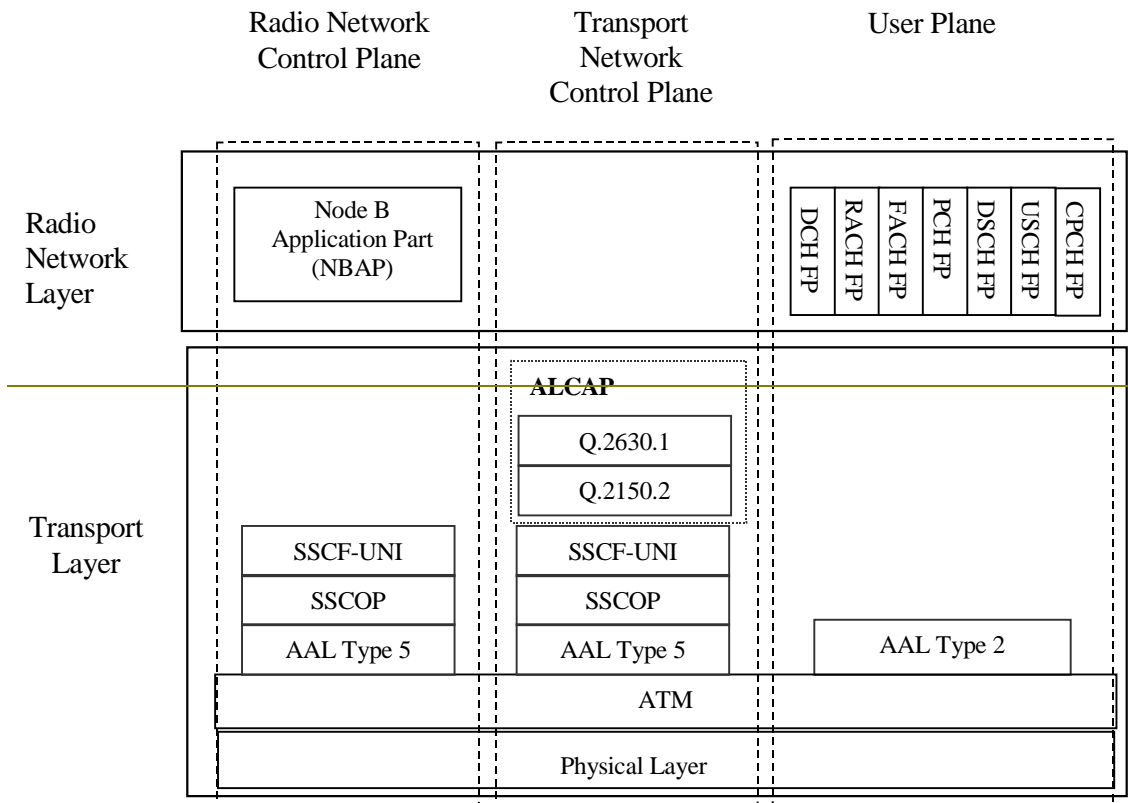 Radio Network
Control Plane
Transport
Network
Control Plane
User Plane
Radio
Network
Layer
Node B
Application Part
(NBAP)
DCH FP
RACH FP
FACH FP
PCH FP
DSCH FP
USCH FP
CPCH FP
Transport
Layer
ALCAP
Q.2630.1
Q.2150.2
SSCF-UNI
SSCOP
AAL Type 5
SSCF-UNI
SSCOP
AAL Type 5
AAL Type 2
ATM
Physical Layer